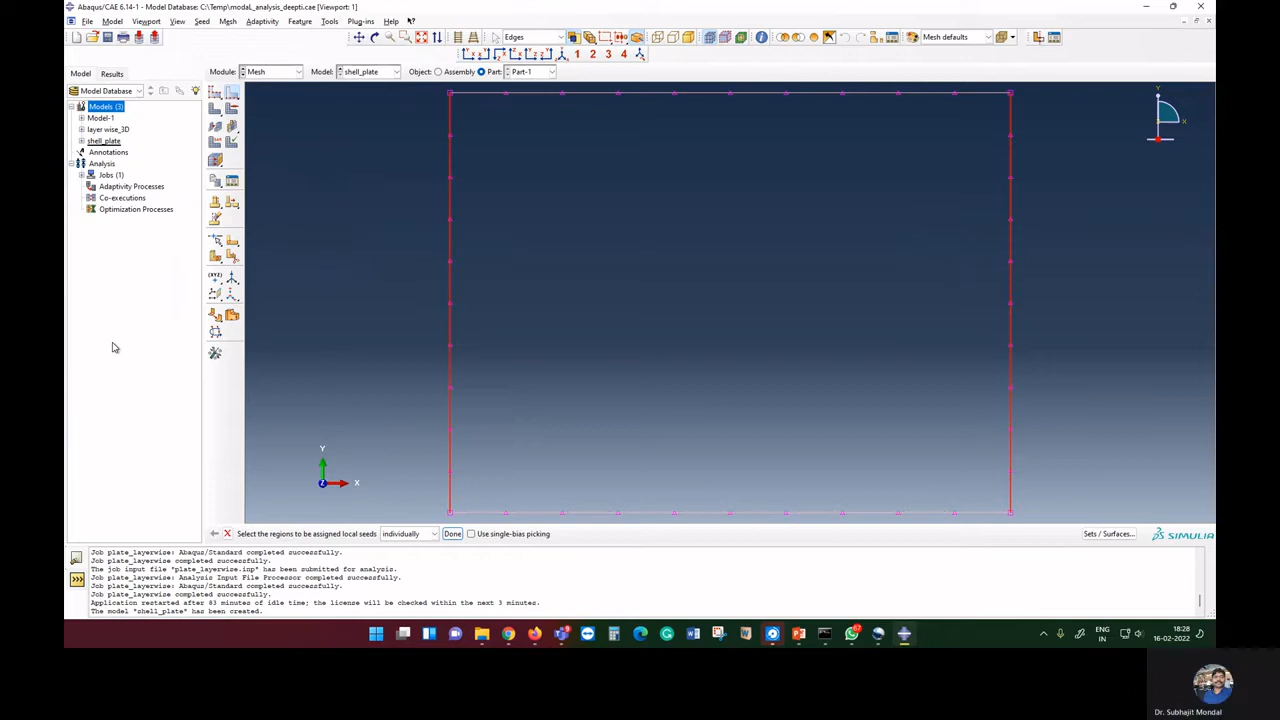 Abaqus/CAE 6.14-1 - Model Database: C:\Temp\modal_analysis_deepti.cae [Viewport: 1]
File Model Viewport View Seed Mesh Adaptivity Feature Tools Plug-ins Help
Edges Mesh defaults
1 2 3 4
Model Results Module: Mesh Model: shell_plate Object: Assembly Part: Part-1
Model Database
Models (3)
Model-1
layer wise_3D
shell_plate
Annotations
Analysis
Jobs (1)
Adaptivity Processes
Co-executions
Optimization Processes
(XYZ)
Y
X
Y
Z X
Select the regions to be assigned local seeds individually Done Use single-bias picking Sets / Surfaces...
SIMULIA
Job plate_layerwise: Abaqus/Standard completed successfully.
Job plate_layerwise completed successfully.
The job input file "plate_layerwise.inp" has been submitted for analysis.
Job plate_layerwise: Analysis Input File Processor completed successfully.
Job plate_layerwise: Abaqus/Standard completed successfully.
Job plate_layerwise completed successfully.
Application restarted after 83 minutes of idle time; the license will be checked within the next 3 minutes.
The model "shell_plate" has been created.
>>>
67
ENG
IN
18:28
16-02-2022
Dr. Subhajit Mondal